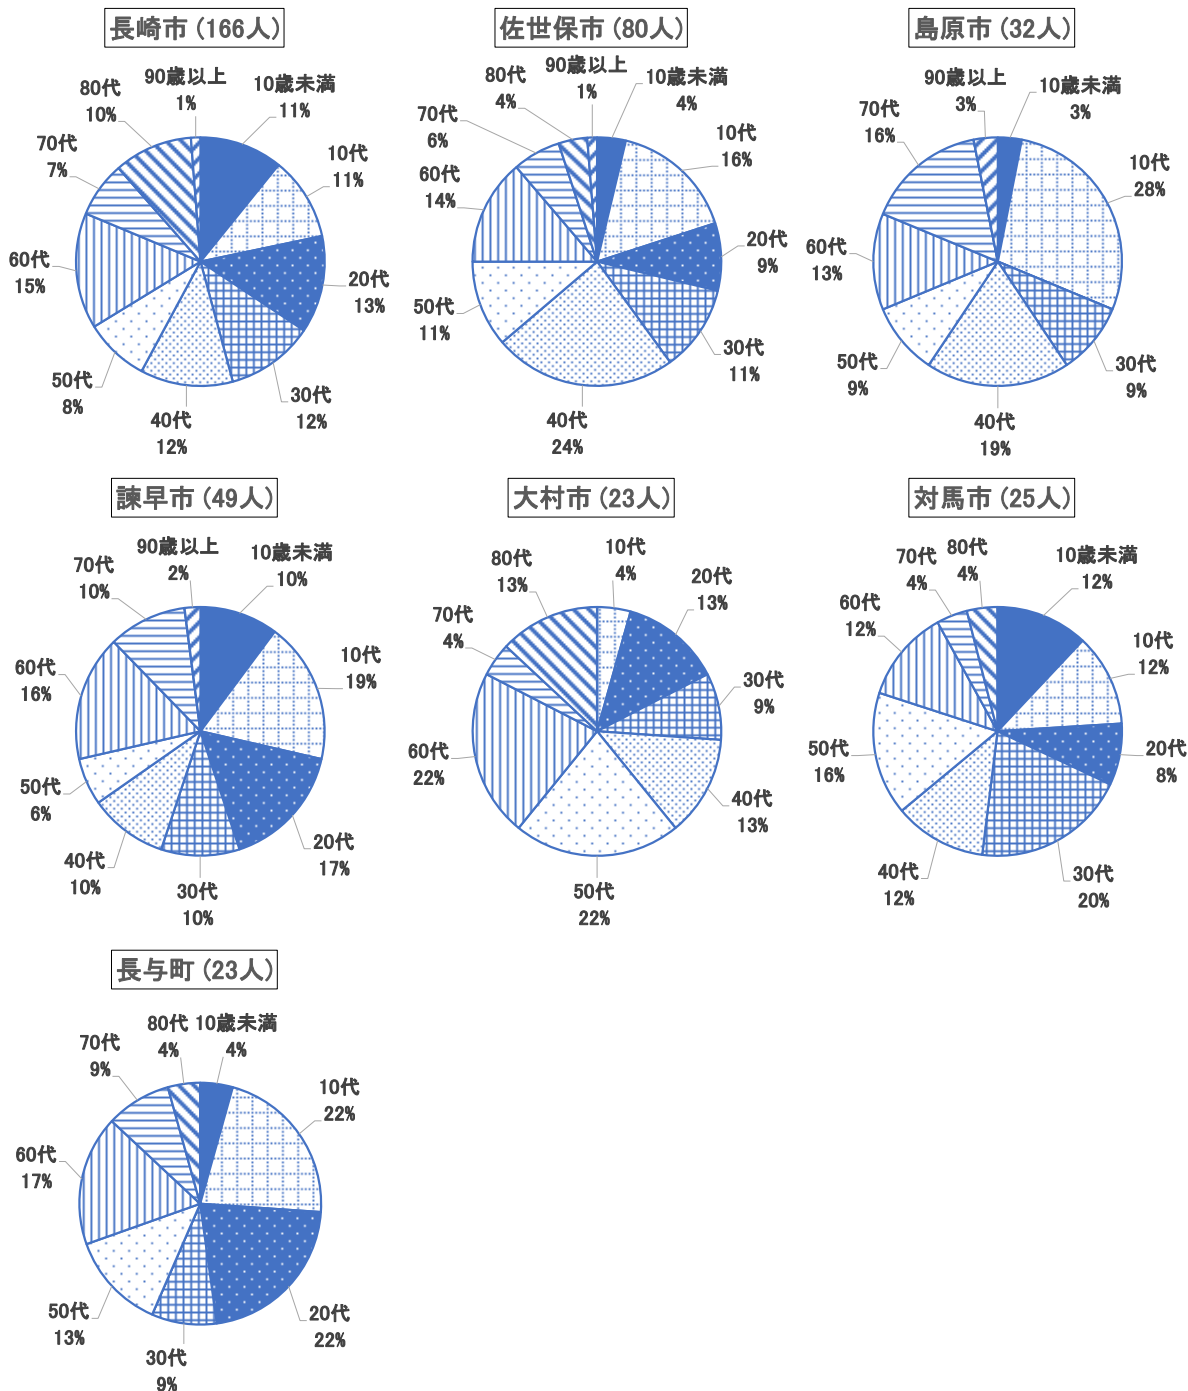 長崎市(166人)
90歳以上
1%
10歳未満
11%
10代
11%
20代
13%
30代
12%
40代
12%
50代
8%
60代
15%
70代
7%
80代
10%
佐世保市(80人)
90歳以上
1%
10歳未満
4%
10代
16%
20代
9%
30代
11%
40代
24%
50代
11%
60代
14%
70代
6%
80代
4%
島原市(32人)
90歳以上
3%
10歳未満
3%
10代
28%
30代
9%
40代
19%
50代
9%
60代
13%
70代
16%
諫早市(49人)
90歳以上
2%
10歳未満
10%
10代
19%
20代
17%
30代
10%
40代
10%
50代
6%
60代
16%
70代
10%
大村市(23人)
10代
4%
20代
13%
30代
9%
40代
13%
50代
22%
60代
22%
70代
4%
80代
13%
対馬市(25人)
10歳未満
12%
10代
12%
20代
8%
30代
20%
40代
12%
50代
16%
60代
12%
70代
4%
80代
4%
長与町(23人)
10歳未満
4%
10代
22%
20代
22%
30代
9%
50代
13%
60代
17%
70代
9%
80代
4%